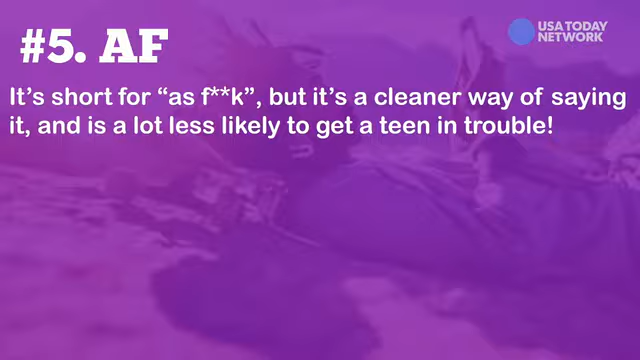 #5. AF
USA TODAY
NETWORK
It’s short for “as f**k”, but it’s a cleaner way of saying
it, and is a lot less likely to get a teen in trouble!